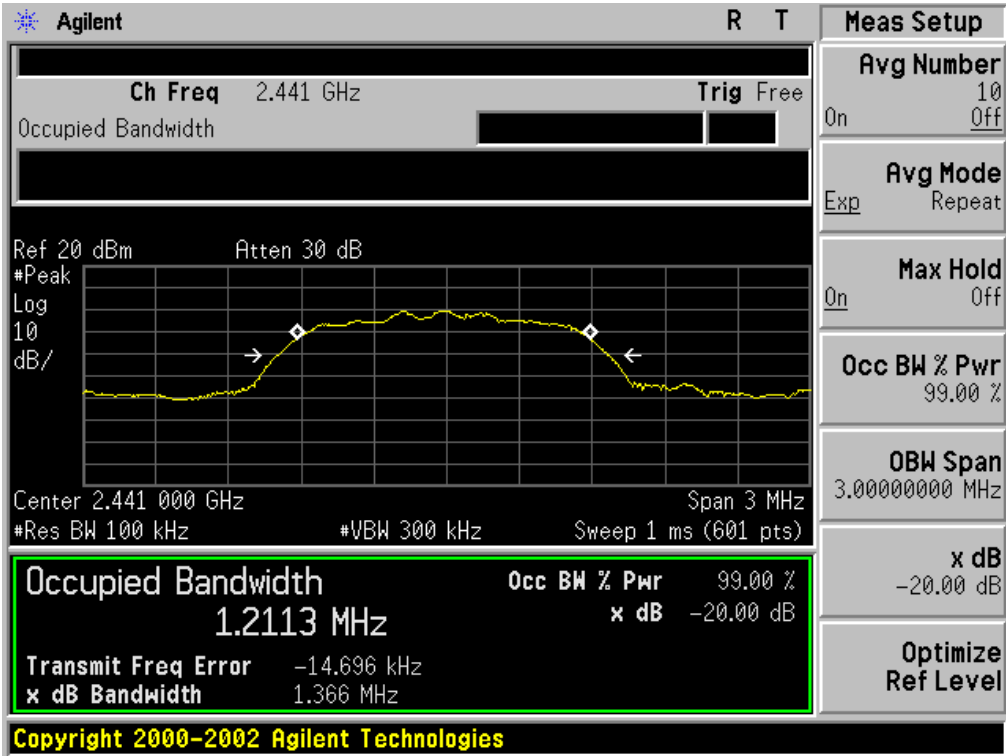 Agilent R T
Ch Freq 2.441 GHz Trig Free
Occupied Bandwidth
Ref 20 dBm Atten 30 dB
#Peak
Log
10
dB/
Center 2.441 000 GHz Span 3 MHz
#Res BW 100 kHz #VBW 300 kHz Sweep 1 ms (601 pts)
Occupied Bandwidth Occ BW % Pwr 99.00 %
1.2113 MHz x dB -20.00 dB
Transmit Freq Error -14.696 kHz
x dB Bandwidth 1.366 MHz
Copyright 2000-2002 Agilent Technologies
Meas Setup
Avg Number
10
On Off
Avg Mode
Exp Repeat
Max Hold
On Off
Occ BW % Pwr
99.00 %
OBW Span
3.00000000 MHz
x dB
-20.00 dB
Optimize
Ref Level